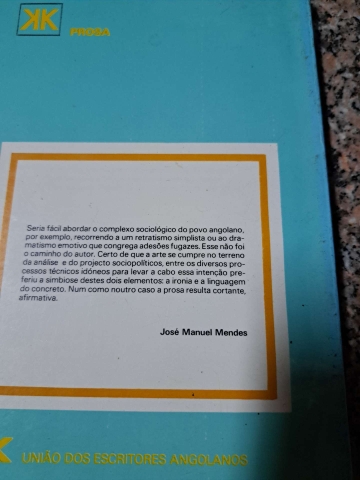 KK
PROSA
Seria fácil abordar o complexo sociológico do povo angolano,
por exemplo, recorrendo a um retratismo simplista ou ao dra-
matismo emotivo que congrega adesões fugazes. Esse não foi
o caminho do autor. Certo de que a arte se cumpre no terreno
da análise e do projecto sociopolíticos, entre os diversos pro-
cessos técnicos idóneos para levar a cabo essa intenção pre-
feriu a simbiose destes dois elementos: a ironia e a linguagem
do concreto. Num como noutro caso a prosa resulta cortante,
afirmativa.
José Manuel Mendes
K UNIÃO DOS ESCRITORES ANGOLANOS